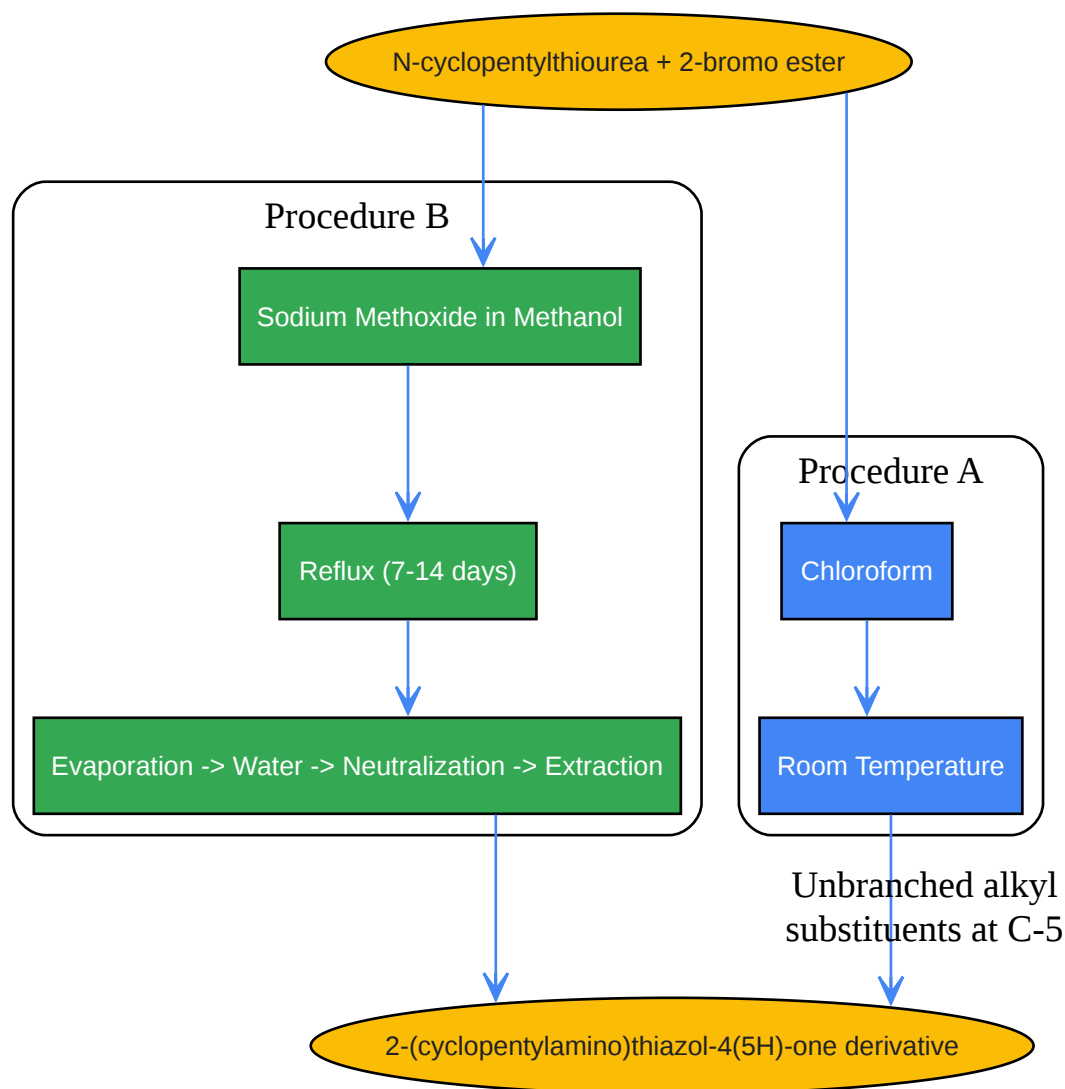 N-cyclopentylthiourea + 2-bromo ester
Procedure B
Sodium Methoxide in Methanol
Reflux (7-14 days)
Evaporation -> Water -> Neutralization -> Extraction
Procedure A
Chloroform
Room Temperature
Unbranched alkyl
substituents at C-5
2-(cyclopentylamino)thiazol-4(5H)-one derivative